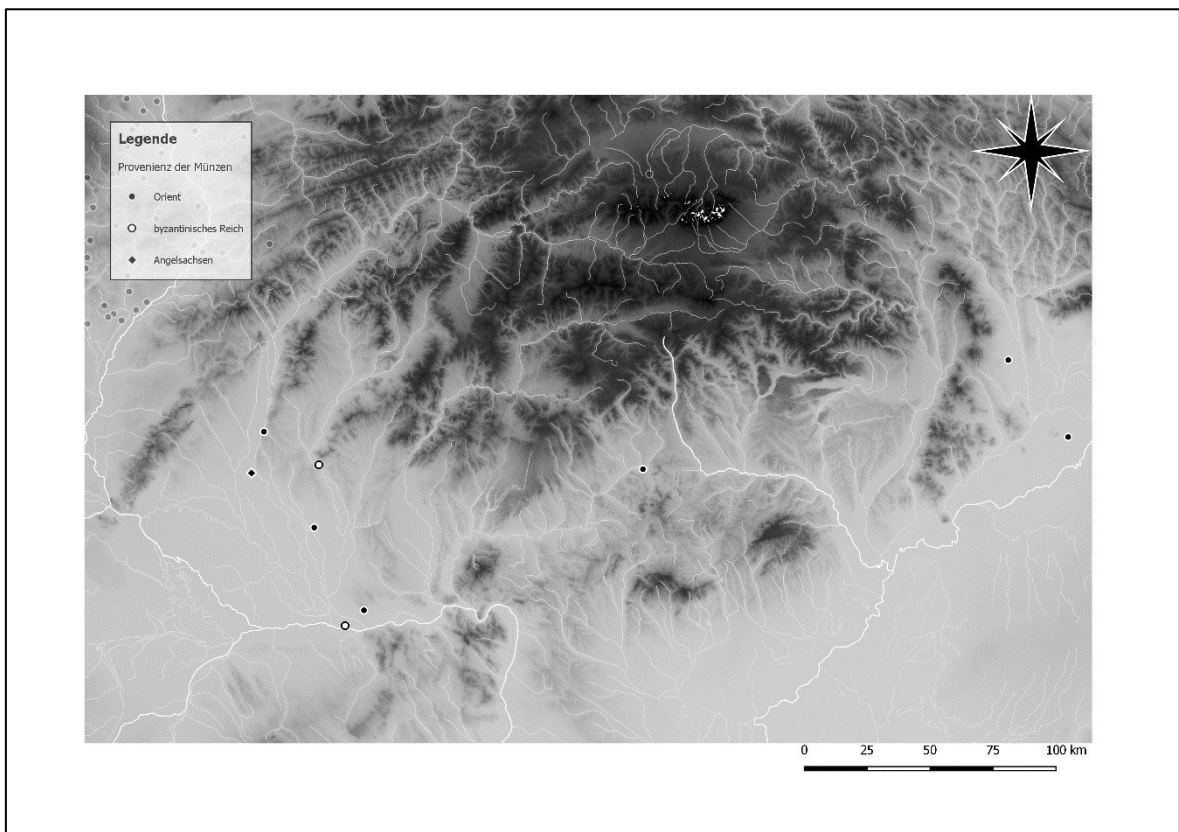 Legende
Provenienz der Münzen
Orient
byzantinisches Reich
Angelsachsen
0 25 50 75 100 km